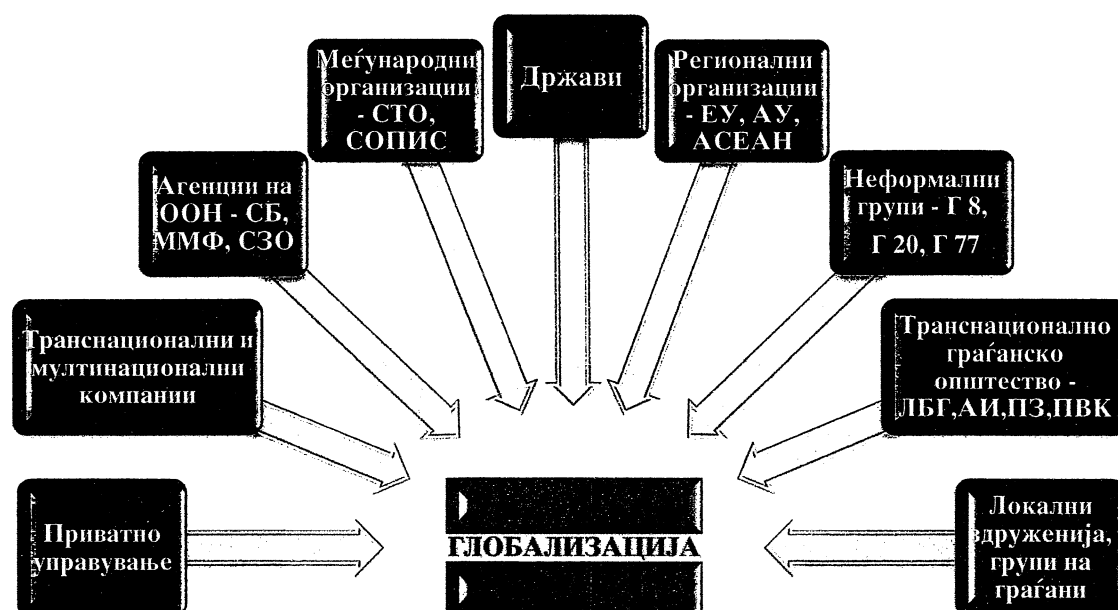 Меѓународни
организации
- СТО,
СОПИС
Држави
Регионални
организации
- ЕУ, АУ,
АСЕАН
Агенции на
ООН - СБ,
ММФ, СЗО
Неформални
групи - Г 8,
Г 20, Г 77
Транснационални и
мултинационални
компании
Транснационално
граѓанско
општество -
ЛБГ,АИ,ПЗ,ПВК
Приватно
управување
ГЛОБАЛИЗАЦИЈА
Локални
здруженија,
групи на
граѓани